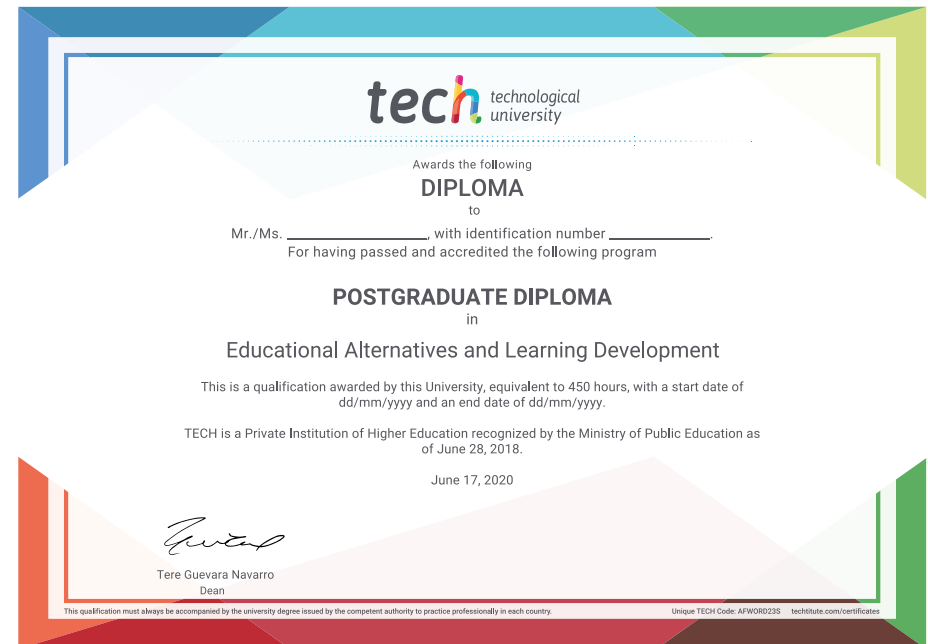 tech technological
university
Awards the following
DIPLOMA
to
Mr./Ms. ____________________, with identification number ______________.
For having passed and accredited the following program
POSTGRADUATE DIPLOMA
in
Educational Alternatives and Learning Development
This is a qualification awarded by this University, equivalent to 450 hours, with a start date of
dd/mm/yyyy and an end date of dd/mm/yyyy.
TECH is a Private Institution of Higher Education recognized by the Ministry of Public Education as
of June 28, 2018.
June 17, 2020
Tere Guevara Navarro
Dean
This qualification must always be accompanied by the university degree issued by the competent authority to practice professionally in each country. Unique TECH Code: AFWORD23S techtitute.com/certificates